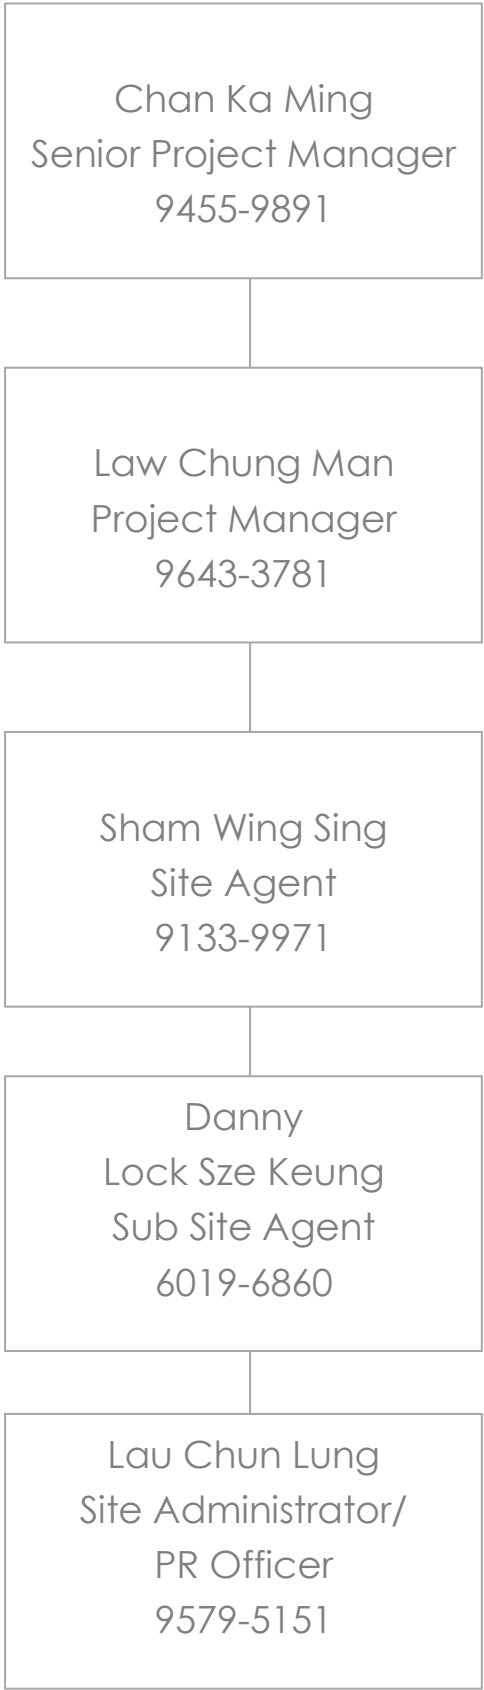 Chan Ka Ming
Senior Project Manager
9455-9891
Law Chung Man
Project Manager
9643-3781
Sham Wing Sing
Site Agent
9133-9971
Danny
Lock Sze Keung
Sub Site Agent
6019-6860
Lau Chun Lung
Site Administrator/
PR Officer
9579-5151